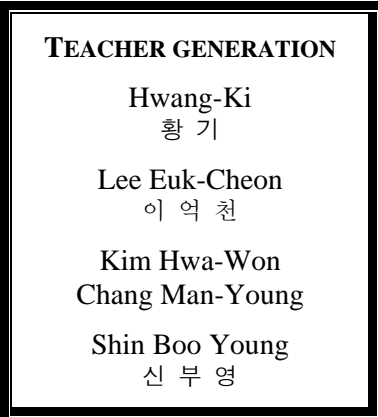 TEACHER GENERATION
Hwang-Ki
황 기
Lee Euk-Cheon
이 억 천
Kim Hwa-Won
Chang Man-Young
Shin Boo Young
신 부 영